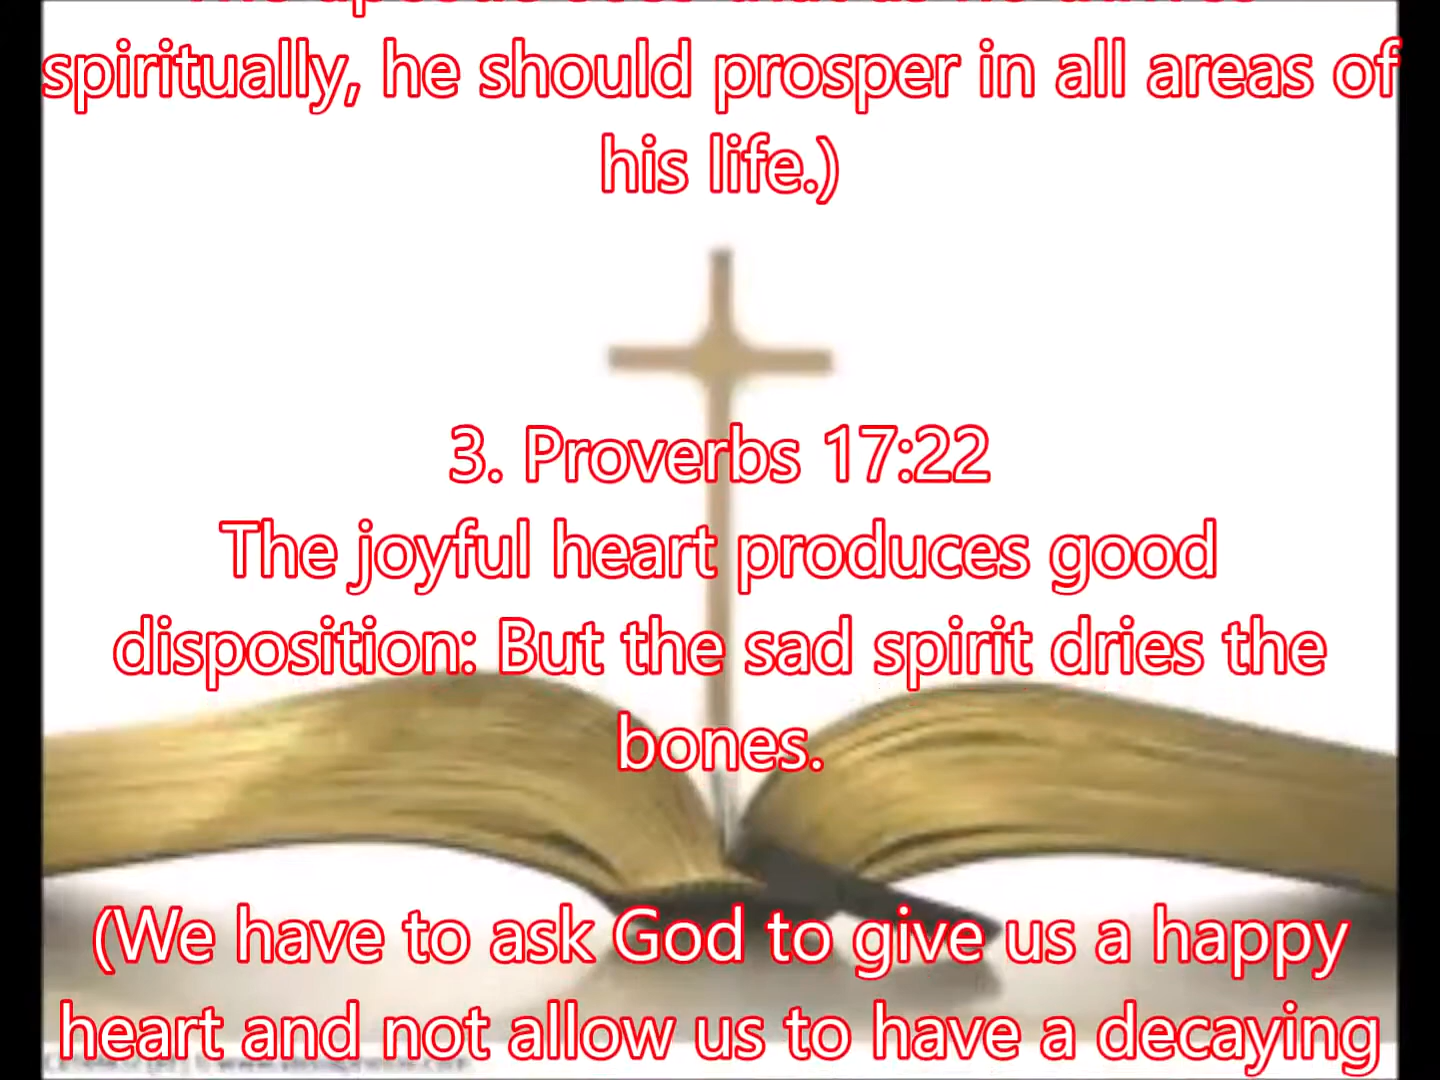 spiritually, he should prosper in all areas of
his life.)
3. Proverbs 17:22
The joyful heart produces good
disposition: But the sad spirit dries the
bones.
(We have to ask God to give us a happy
heart and not allow us to have a decaying